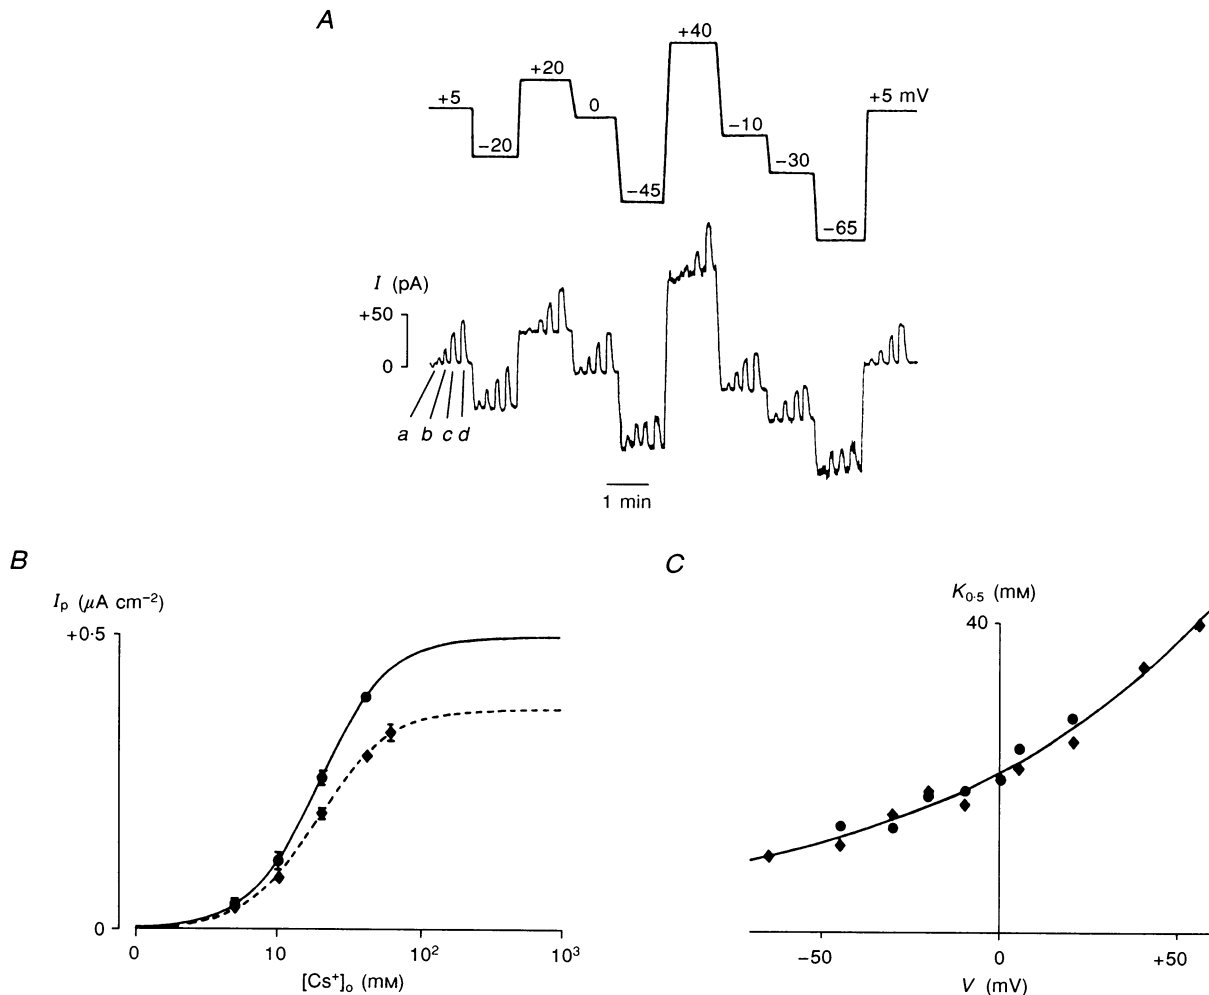 A
+40
+20
+5
0
+5 mV
−10
−20
−30
−45
−65
I (pA)
+50
0
a b c d
1 min
B
C
Ip (μA cm−2)
+0·5
0
0 10 10² 10³
[Cs+]o (mM)
K0·5 (mM)
40
−50 0 +50
V (mV)